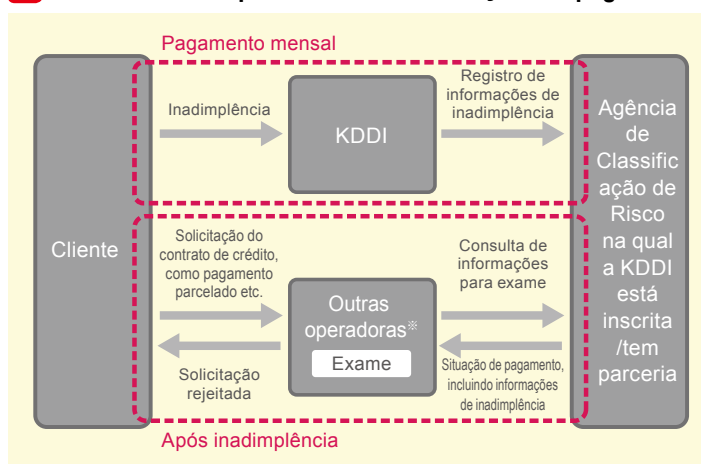 Pagamento mensal
Cliente
Inadimplência
KDDI
Registro de
informações de
inadimplência
Agência
de
Classific
ação de
Risco
na qual
a KDDI
está
inscrita
/tem
parceria
Solicitação do
contrato de crédito,
como pagamento
parcelado etc.
Outras
operadoras※
Exame
Consulta de
informações
para exame
Solicitação
rejeitada
Situação de pagamento,
incluindo informações
de inadimplência
Após inadimplência